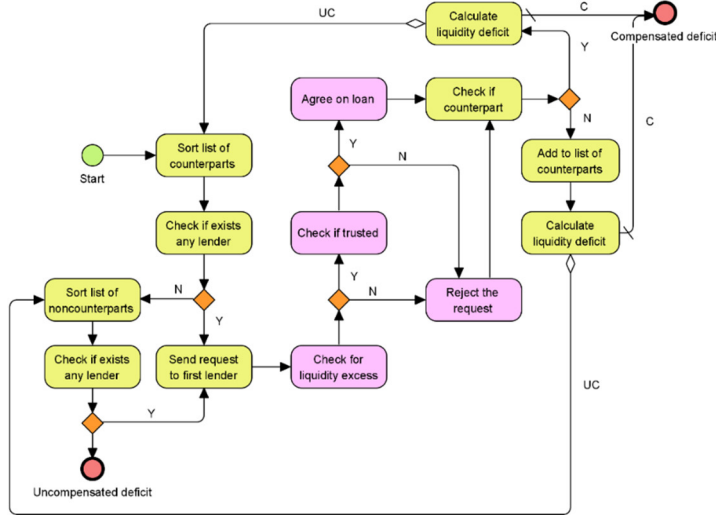 UC
Calculate
liquidity deficit
C
Compensated deficit
Y
Agree on loan
Check if
counterpart
N
C
Start
Sort list of
counterparts
Y
N
Add to list of
counterparts
Check if exists
any lender
Check if trusted
Calculate
liquidity deficit
Sort list of
noncounterparts
N
Y
Y
N
Reject the
request
Check if exists
any lender
Send request
to first lender
Check for
liquidity excess
UC
Y
Uncompensated deficit